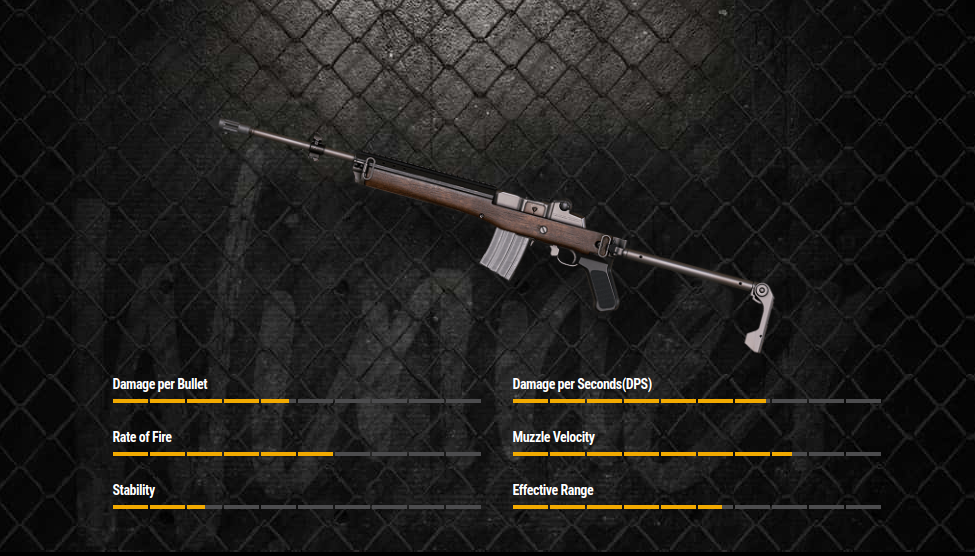 Damage per Bullet
Damage per Seconds(DPS)
Rate of Fire
Muzzle Velocity
Stability
Effective Range